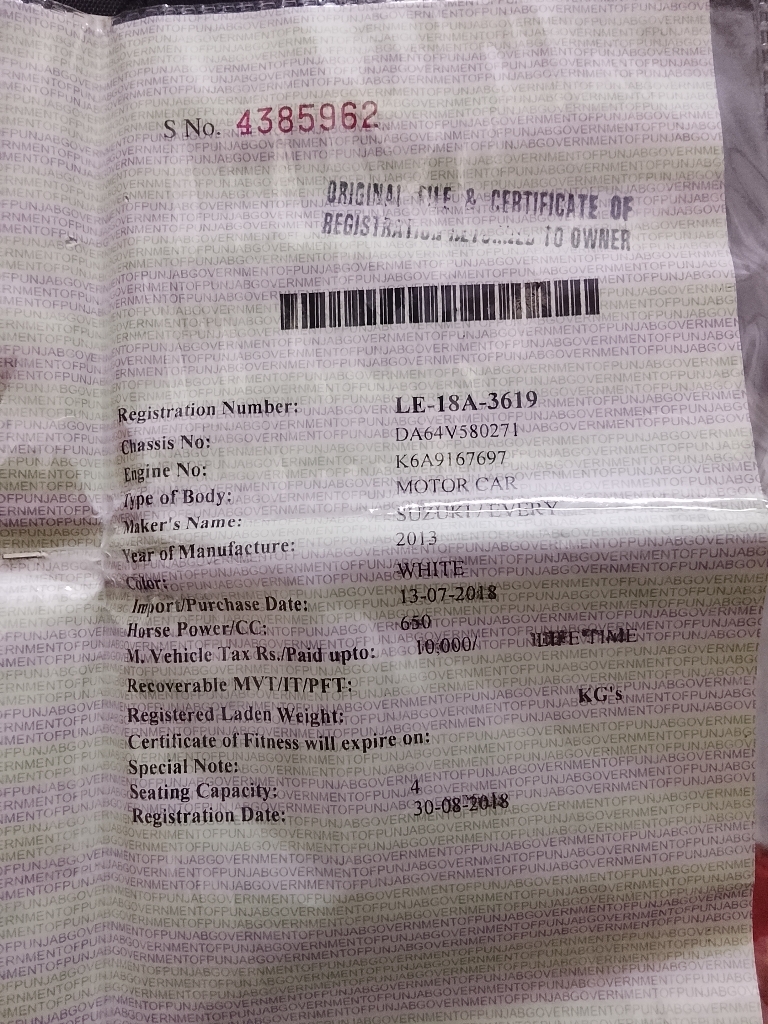 S No. 4385962
ORIGINAL FILE & CERTIFICATE OF
REGISTRATION RETURNED TO OWNER
Registration Number: LE-18A-3619
Chassis No: DA64V580271
Engine No: K6A9167697
Type of Body: MOTOR CAR
Maker's Name: SUZUKI / EVERY
Year of Manufacture: 2013
Color: WHITE
Import/Purchase Date: 13-07-2018
Horse Power/CC: 650
M. Vehicle Tax Rs./Paid upto: 10,000/ LIFE TIME
Recoverable MVT/IT/PFT:
Registered Laden Weight: KG's
Certificate of Fitness will expire on:
Special Note:
Seating Capacity: 4
Registration Date: 30-08-2018